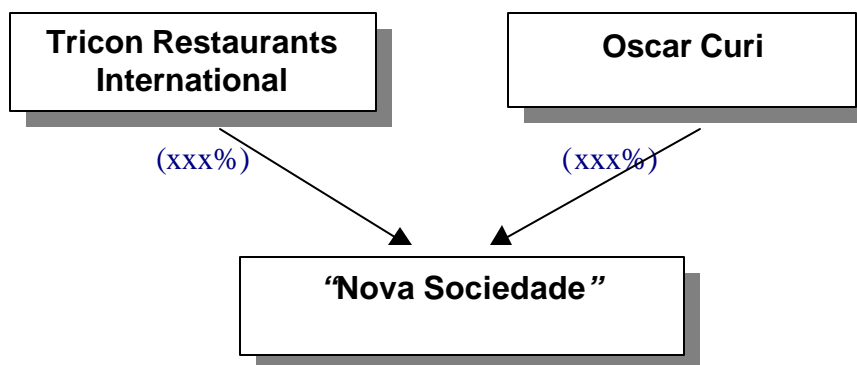 Tricon Restaurants
International
Oscar Curi
(xxx%)
(xxx%)
“Nova Sociedade”